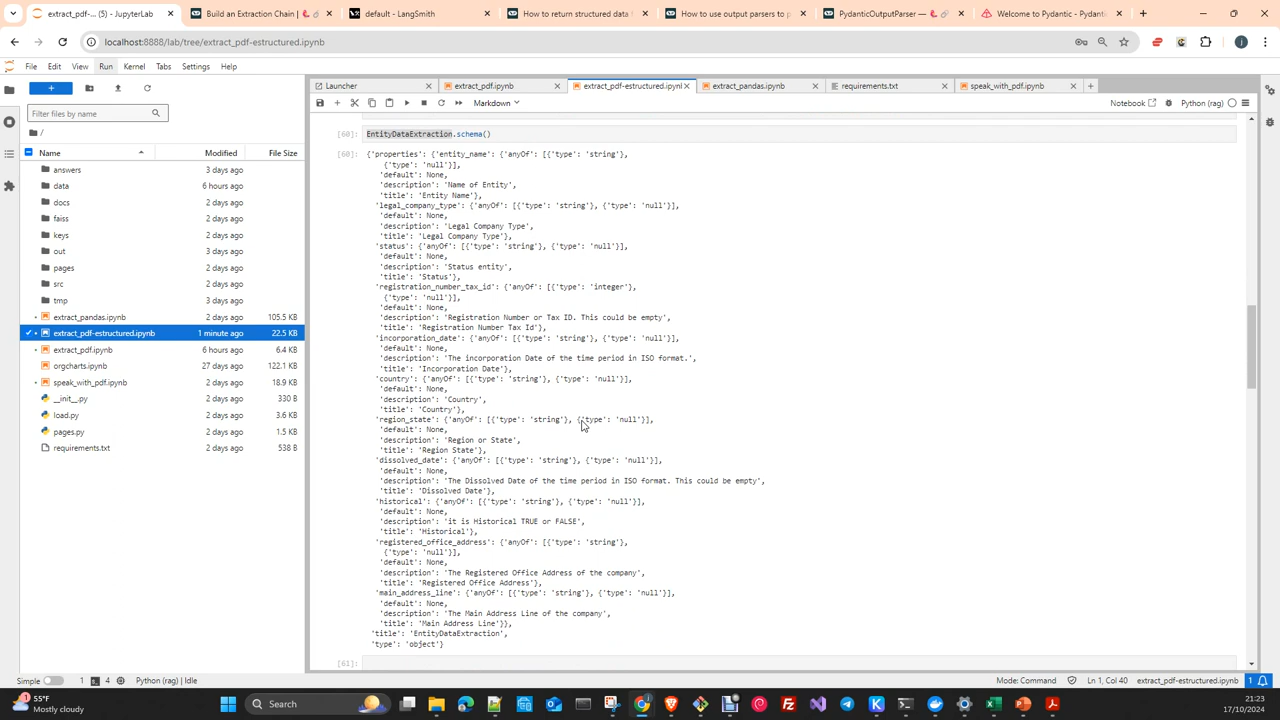 extract_pdf-... (5) - JupyterLab
Build an Extraction Chain |
default - LangSmith
How to return structured data
How to use output parsers to p
PydanticOutputParser —
Welcome to Pydantic - Pydantic
localhost:8888/lab/tree/extract_pdf-estructured.ipynb
File Edit View Run Kernel Tabs Settings Help
Launcher
extract_pdf.ipynb
extract_pdf-estructured.ipynb
extract_pandas.ipynb
requirements.txt
speak_with_pdf.ipynb
Filter files by name
Markdown
Notebook
Python (rag)
/
Name Modified File Size
answers 3 days ago
data 6 hours ago
docs 2 days ago
faiss 2 days ago
keys 2 days ago
out 3 days ago
pages 2 days ago
src 2 days ago
tmp 3 days ago
extract_pandas.ipynb 2 days ago 105.5 KB
extract_pdf-estructured.ipynb 1 minute ago 22.5 KB
extract_pdf.ipynb 6 hours ago 6.4 KB
orgcharts.ipynb 27 days ago 122.1 KB
speak_with_pdf.ipynb 2 days ago 18.9 KB
__init__.py 2 days ago 330 B
load.py 2 days ago 3.6 KB
pages.py 2 days ago 1.5 KB
requirements.txt 2 days ago 538 B
[60]: EntityDataExtraction.schema()
[60]: {'properties': {'entity_name': {'anyOf': [{'type': 'string'},
{'type': 'null'}],
'default': None,
'description': 'Name of Entity',
'title': 'Entity Name'},
'legal_company_type': {'anyOf': [{'type': 'string'}, {'type': 'null'}],
'default': None,
'description': 'Legal Company Type',
'title': 'Legal Company Type'},
'status': {'anyOf': [{'type': 'string'}, {'type': 'null'}],
'default': None,
'description': 'Status entity',
'title': 'Status'},
'registration_number_tax_id': {'anyOf': [{'type': 'integer'},
{'type': 'null'}],
'default': None,
'description': 'Registration Number or Tax ID. This could be empty',
'title': 'Registration Number Tax Id'},
'incorporation_date': {'anyOf': [{'type': 'string'}, {'type': 'null'}],
'default': None,
'description': 'The incorporation Date of the time period in ISO format.',
'title': 'Incorporation Date'},
'country': {'anyOf': [{'type': 'string'}, {'type': 'null'}],
'default': None,
'description': 'Country',
'title': 'Country'},
'region_state': {'anyOf': [{'type': 'string'}, {'type': 'null'}],
'default': None,
'description': 'Region or State',
'title': 'Region State'},
'dissolved_date': {'anyOf': [{'type': 'string'}, {'type': 'null'}],
'default': None,
'description': 'The Dissolved Date of the time period in ISO format. This could be empty',
'title': 'Dissolved Date'},
'historical': {'anyOf': [{'type': 'string'}, {'type': 'null'}],
'default': None,
'description': 'it is Historical TRUE or FALSE',
'title': 'Historical'},
'registered_office_address': {'anyOf': [{'type': 'string'},
{'type': 'null'}],
'default': None,
'description': 'The Registered Office Address of the company',
'title': 'Registered Office Address'},
'main_address_line': {'anyOf': [{'type': 'string'}, {'type': 'null'}],
'default': None,
'description': 'The Main Address Line of the company',
'title': 'Main Address Line'}},
'title': 'EntityDataExtraction',
'type': 'object'}
[61]:
Simple
1 4 Python (rag) | Idle
Mode: Command
Ln 1, Col 40 extract_pdf-estructured.ipynb 1
55°F
Mostly cloudy
Search
21:23
17/10/2024